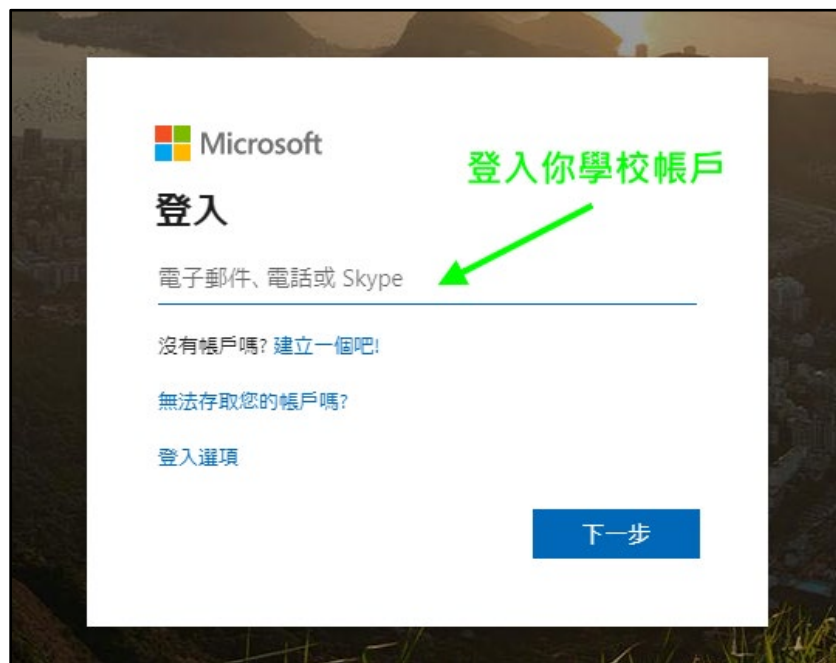 Microsoft
登入你學校帳戶
登入
電子郵件、電話或 Skype
沒有帳戶嗎? 建立一個吧!
無法存取您的帳戶嗎?
登入選項
下一步